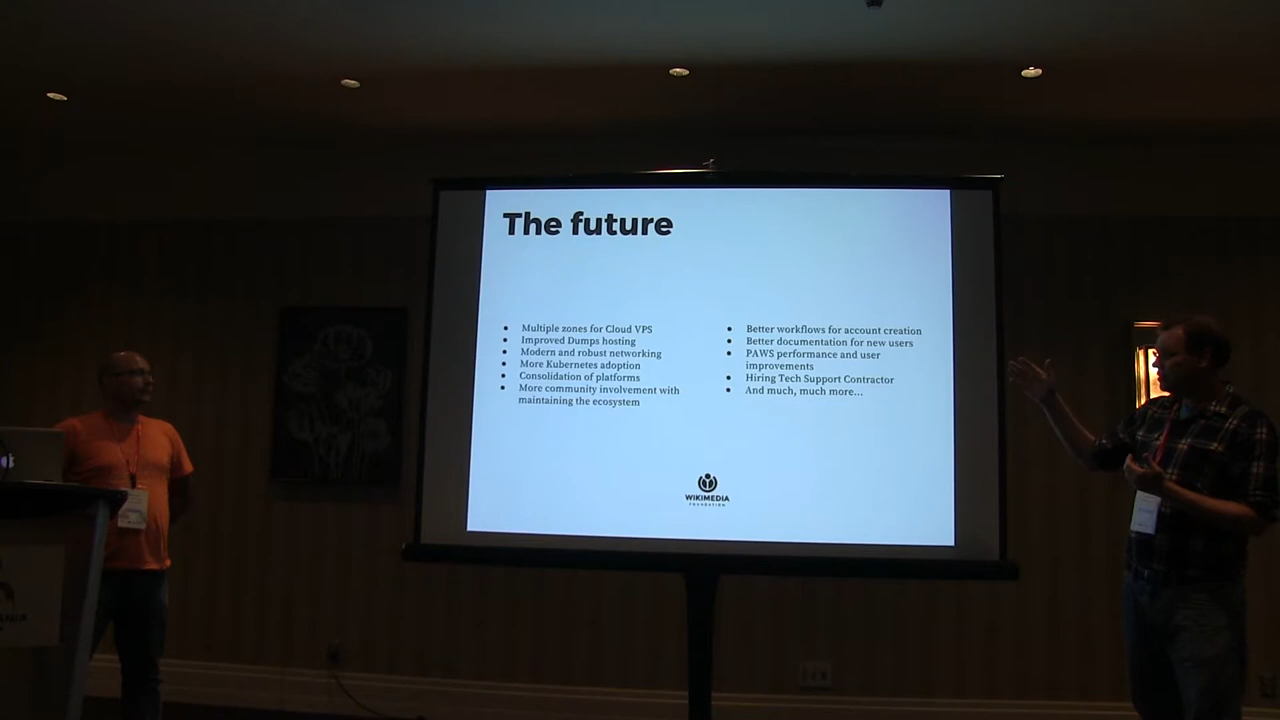 The future
● Multiple zones for Cloud VPS
● Improved Dumps hosting
● Modern and robust networking
● More Kubernetes adoption
● Consolidation of platforms
● More community involvement with
maintaining the ecosystem
● Better workflows for account creation
● Better documentation for new users
● PAWS performance and user
improvements
● Hiring Tech Support Contractor
● And much, much more...
WIKIMEDIA
FOUNDATION